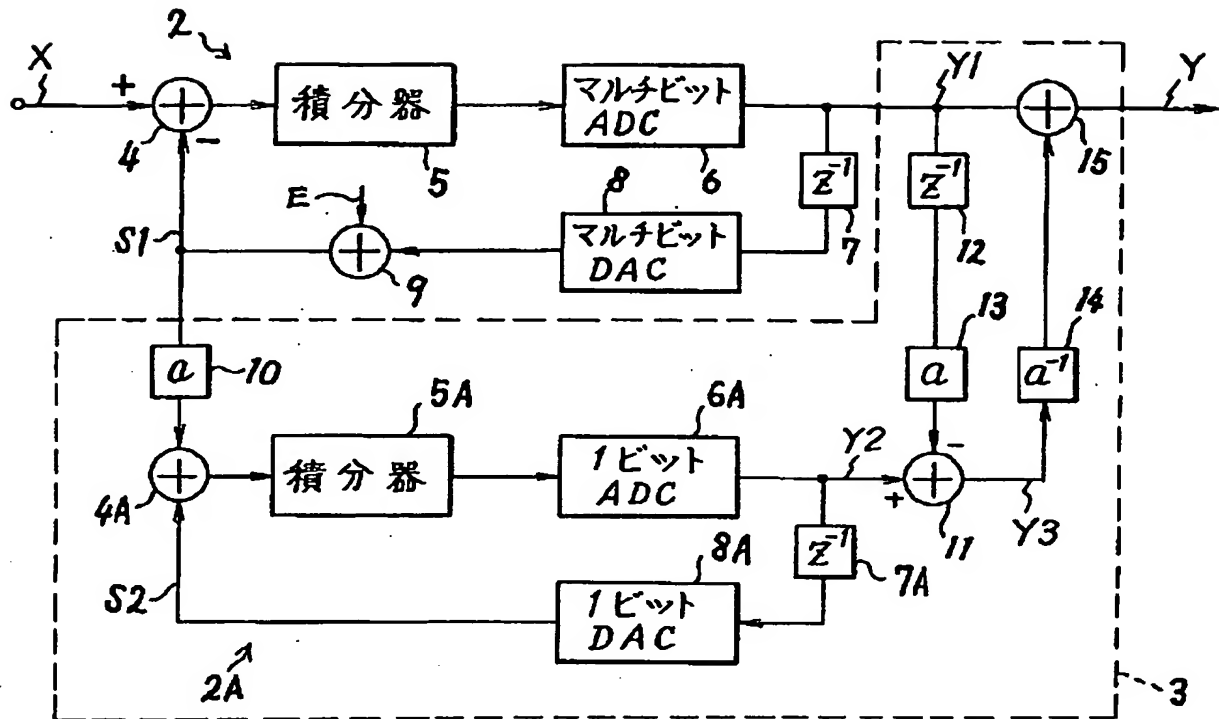 2
X
+
4
-
積分器
5
マルチビット
ADC
6
Y1
Y
15
z⁻¹
7
z⁻¹
12
E
9
8
マルチビット
DAC
S1
a
10
13
a
14
a⁻¹
5A
積分器
6A
1ビット
ADC
Y2
-
+
11
Y3
4A
z⁻¹
7A
8A
1ビット
DAC
S2
2A
3